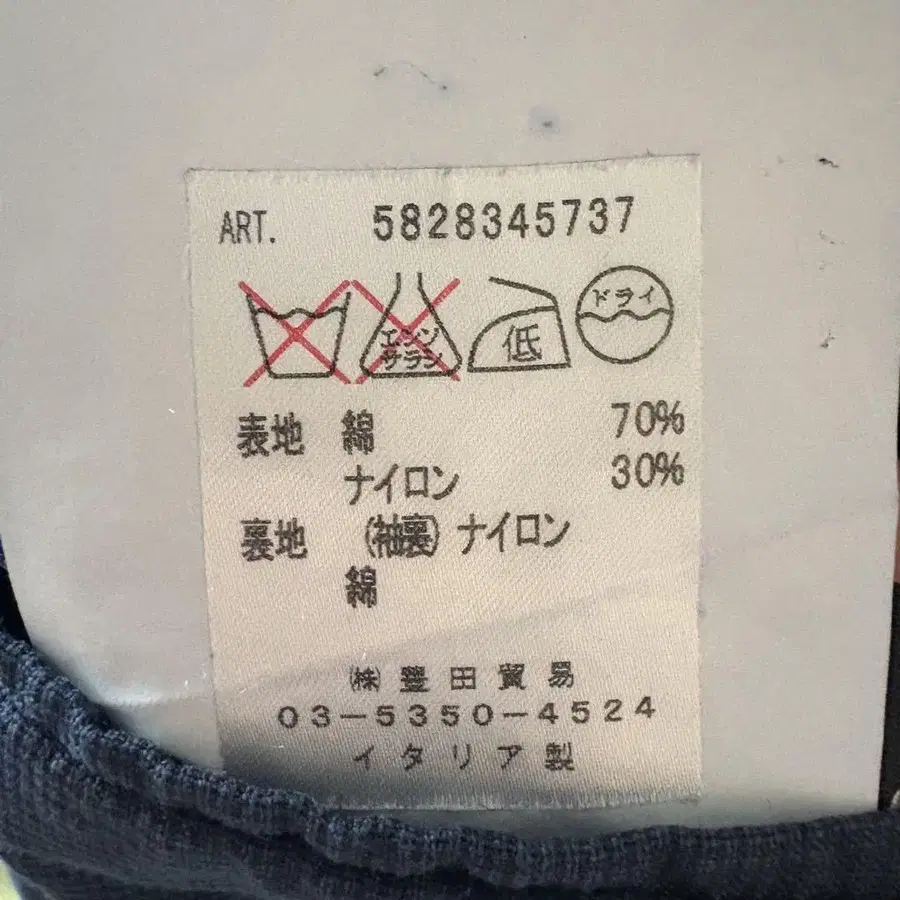 ART. 5828345737
エンソ サラシ 低 ドライ
表地 綿 70%
ナイロン 30%
裏地 (袖裏) ナイロン
綿
㈱ 豊田貿易
03-5350-4524
イタリア製